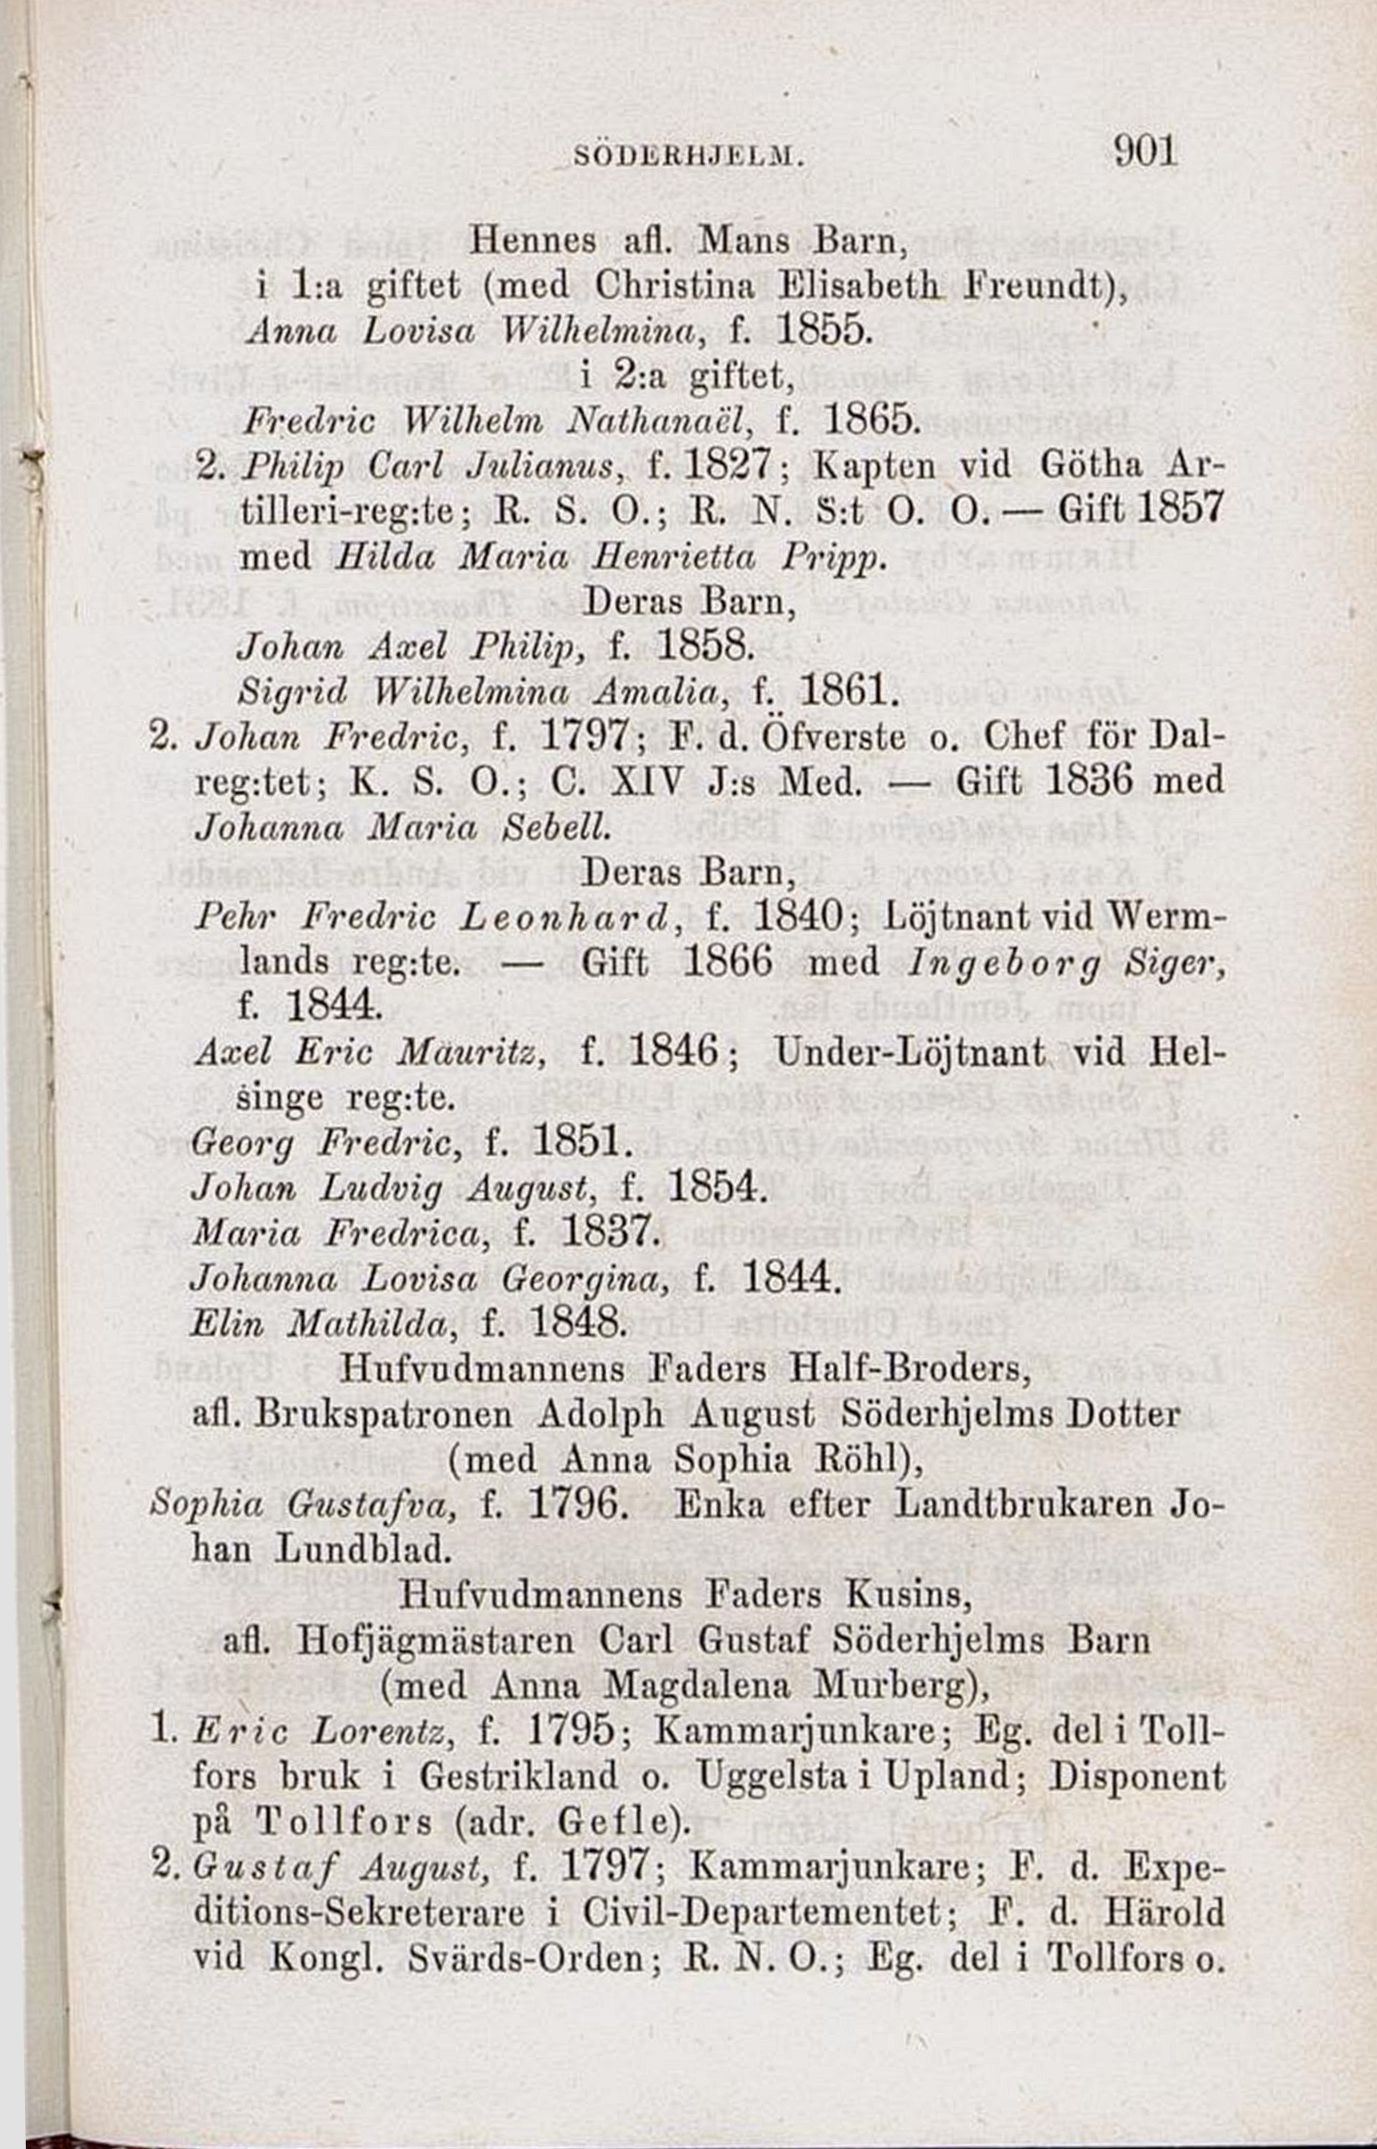 SÖDERHJELM. 901
Hennes afl. Mans Barn,
i 1:a giftet (med Christina Elisabeth Freundt),
Anna Lovisa Wilhelmina, f. 1855.
i 2:a giftet,
Fredric Wilhelm Nathanaël, f. 1865.
2. Philip Carl Julianus, f. 1827; Kapten vid Götha Ar-
tilleri-reg:te; R. S. O.; R. N. S:t O. O. — Gift 1857
med Hilda Maria Henrietta Pripp.
Deras Barn,
Johan Axel Philip, f. 1858.
Sigrid Wilhelmina Amalia, f. 1861.
2. Johan Fredric, f. 1797; F. d. Öfverste o. Chef för Dal-
reg:tet; K. S. O.; C. XIV J:s Med. — Gift 1836 med
Johanna Maria Sebell.
Deras Barn,
Pehr Fredric Leonhard, f. 1840; Löjtnant vid Werm-
lands reg:te. — Gift 1866 med Ingeborg Siger,
f. 1844.
Axel Eric Mauritz, f. 1846; Under-Löjtnant vid Hel-
singe reg:te.
Georg Fredric, f. 1851.
Johan Ludvig August, f. 1854.
Maria Fredrica, f. 1837.
Johanna Lovisa Georgina, f. 1844.
Elin Mathilda, f. 1848.
Hufvudmannens Faders Half-Broders,
afl. Brukspatronen Adolph August Söderhjelms Dotter
(med Anna Sophia Röhl),
Sophia Gustafva, f. 1796. Enka efter Landtbrukaren Jo-
han Lundblad.
Hufvudmannens Faders Kusins,
afl. Hofjägmästaren Carl Gustaf Söderhjelms Barn
(med Anna Magdalena Murberg),
1. Eric Lorentz, f. 1795; Kammarjunkare; Eg. del i Toll-
fors bruk i Gestrikland o. Uggelsta i Upland; Disponent
på Tollfors (adr. Gefle).
2. Gustaf August, f. 1797; Kammarjunkare; F. d. Expe-
ditions-Sekreterare i Civil-Departementet; F. d. Härold
vid Kongl. Svärds-Orden; R. N. O.; Eg. del i Tollfors o.